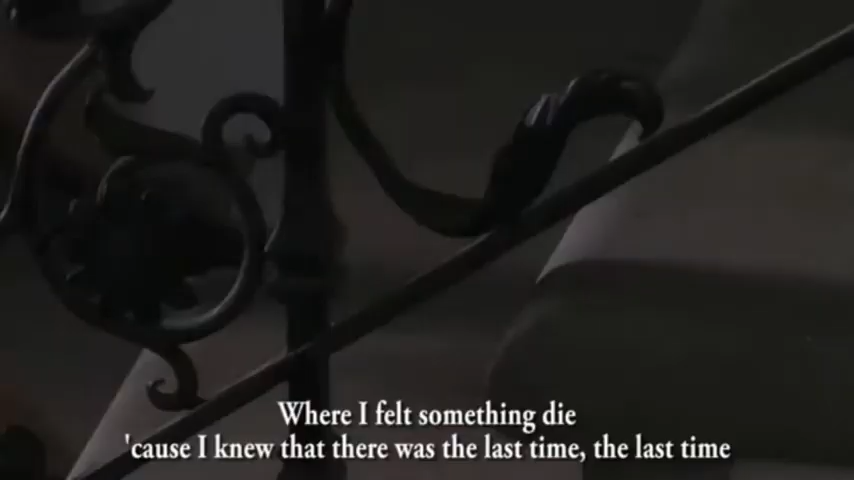 Where I felt something die
'cause I knew that there was the last time, the last time